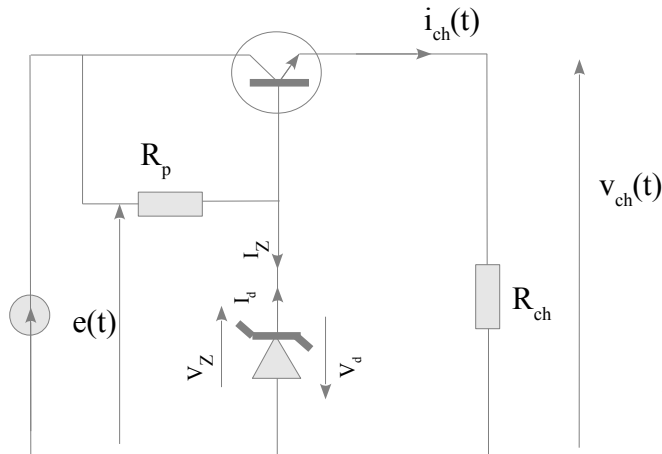 i_ch(t)
R_p
v_ch(t)
I_Z
I_d
R_ch
e(t)
V_Z
V_d